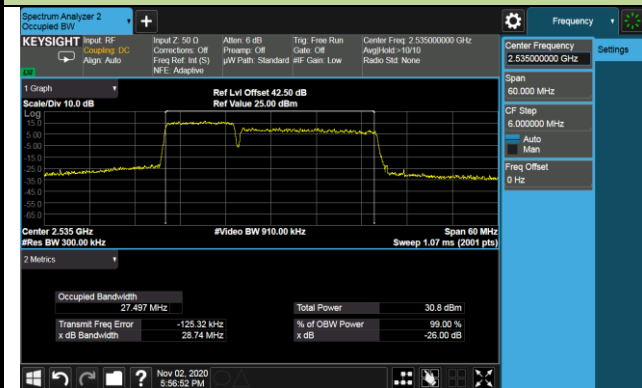 Spectrum Analyzer 2
Occupied BW
Frequency
KEYSIGHT
Input: RF
Coupling: DC
Align: Auto
Input Z: 50 Ω
Corrections: Off
Freq Ref: Int (S)
NFE: Adaptive
Atten: 6 dB
Preamp: Off
µW Path: Standard
Trig: Free Run
Gate: Off
#IF Gain: Low
Center Freq: 2.535000000 GHz
Avg|Hold:>10/10
Radio Std: None
Center Frequency
2.535000000 GHz
Settings
Span
60.000 MHz
CF Step
6.000000 MHz
Auto
Man
Freq Offset
0 Hz
1 Graph
Scale/Div 10.0 dB
Ref Lvl Offset 42.50 dB
Ref Value 25.00 dBm
Log
15.0
5.00
-5.00
-15.0
-25.0
-35.0
-45.0
-55.0
-65.0
Center 2.535 GHz
#Video BW 910.00 kHz
Span 60 MHz
#Res BW 300.00 kHz
Sweep 1.07 ms (2001 pts)
2 Metrics
Occupied Bandwidth
27.497 MHz
Total Power
30.8 dBm
Transmit Freq Error
-125.32 kHz
% of OBW Power
99.00 %
x dB Bandwidth
28.74 MHz
x dB
-26.00 dB
Nov 02, 2020
5:56:52 PM